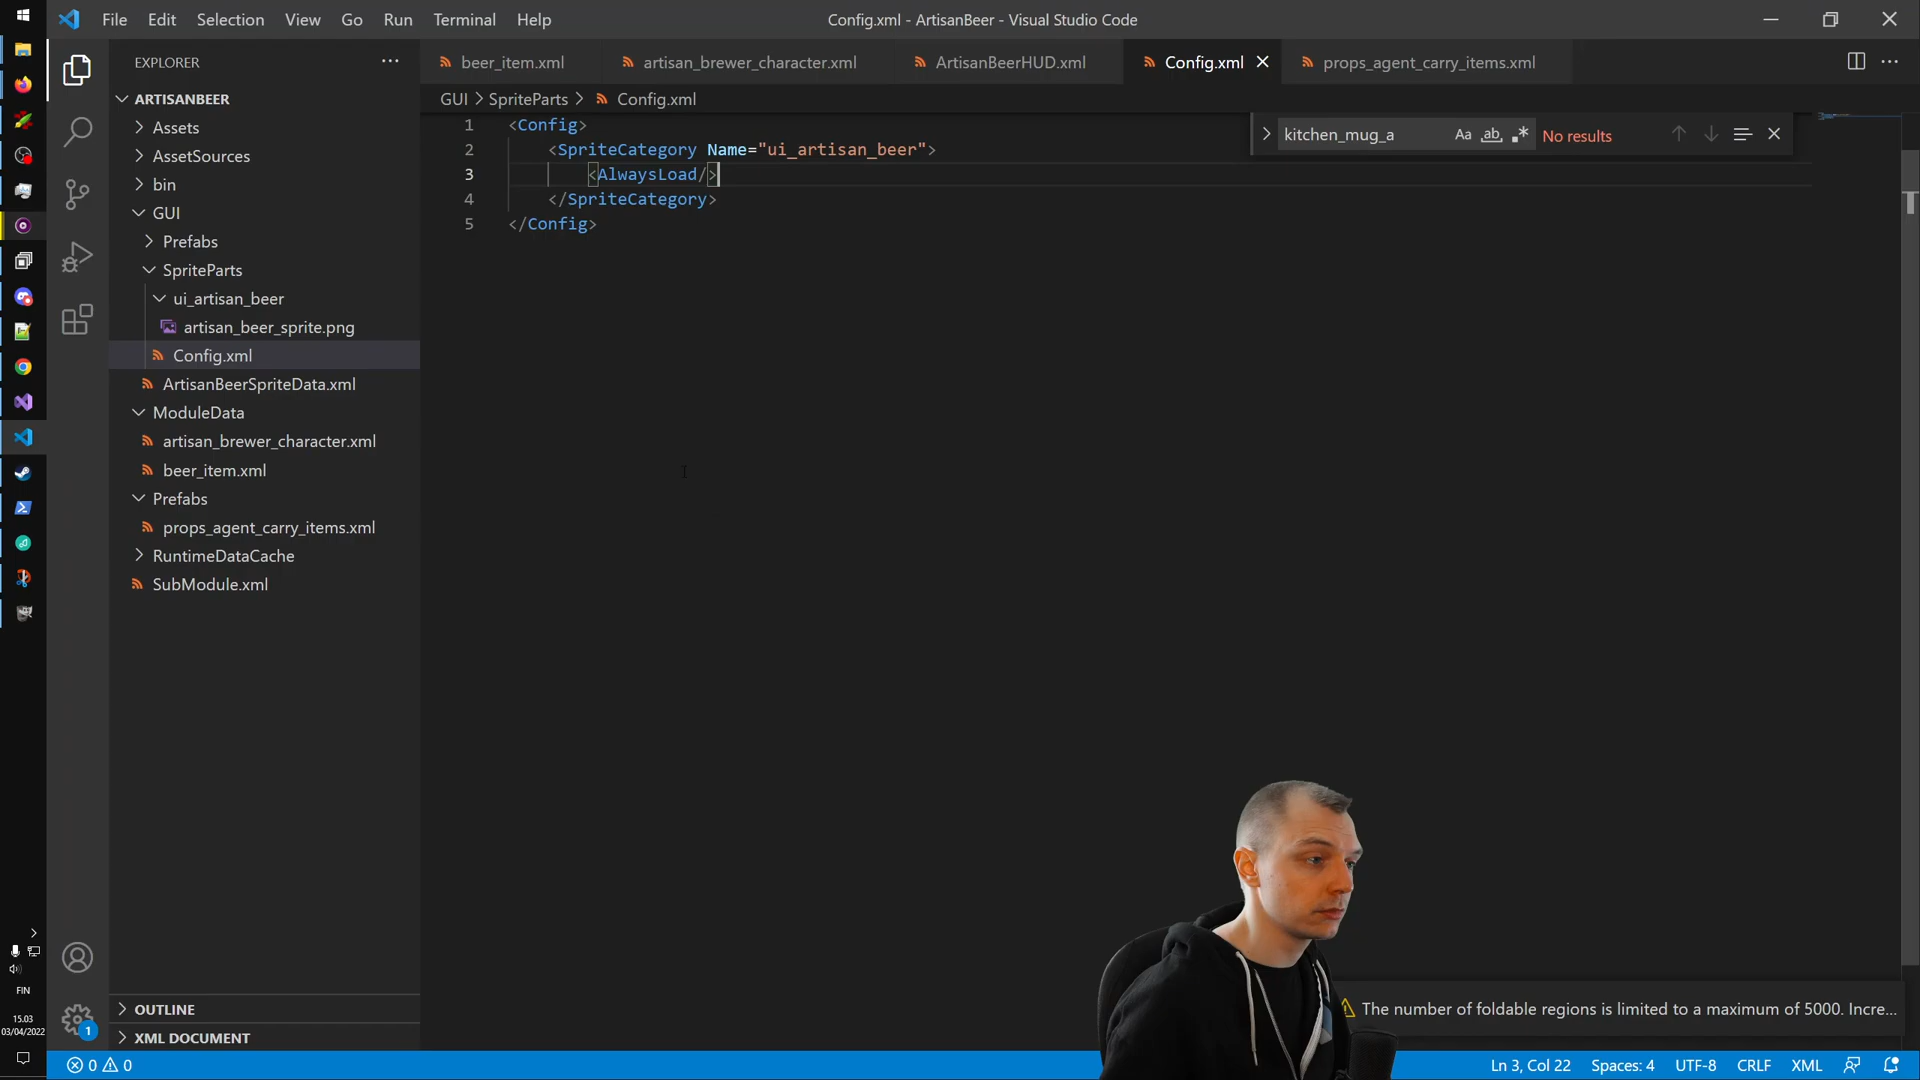 File Edit Selection View Go Run Terminal Help
Config.xml - ArtisanBeer - Visual Studio Code
EXPLORER
beer_item.xml
artisan_brewer_character.xml
ArtisanBeerHUD.xml
Config.xml
props_agent_carry_items.xml
ARTISANBEER
Assets
AssetSources
bin
GUI
Prefabs
SpriteParts
ui_artisan_beer
artisan_beer_sprite.png
Config.xml
ArtisanBeerSpriteData.xml
ModuleData
artisan_brewer_character.xml
beer_item.xml
Prefabs
props_agent_carry_items.xml
RuntimeDataCache
SubModule.xml
OUTLINE
XML DOCUMENT
GUI > SpriteParts > Config.xml
1 <Config>
2 <SpriteCategory Name="ui_artisan_beer">
3 <AlwaysLoad/>
4 </SpriteCategory>
5 </Config>
kitchen_mug_a Aa ab No results
The number of foldable regions is limited to a maximum of 5000. Incre...
FIN
15.03
03/04/2022
1
0 0
Ln 3, Col 22 Spaces: 4 UTF-8 CRLF XML